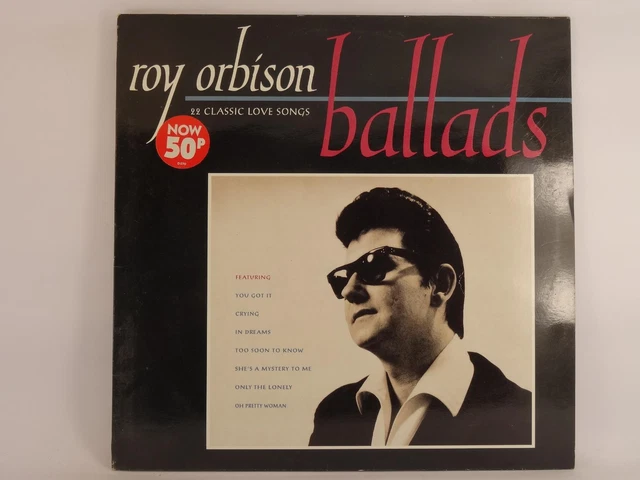 roy orbison
ballads
22 CLASSIC LOVE SONGS
NOW
50P
FEATURING
YOU GOT IT
CRYING
IN DREAMS
TOO SOON TO KNOW
SHE'S A MYSTERY TO ME
ONLY THE LONELY
OH PRETTY WOMAN